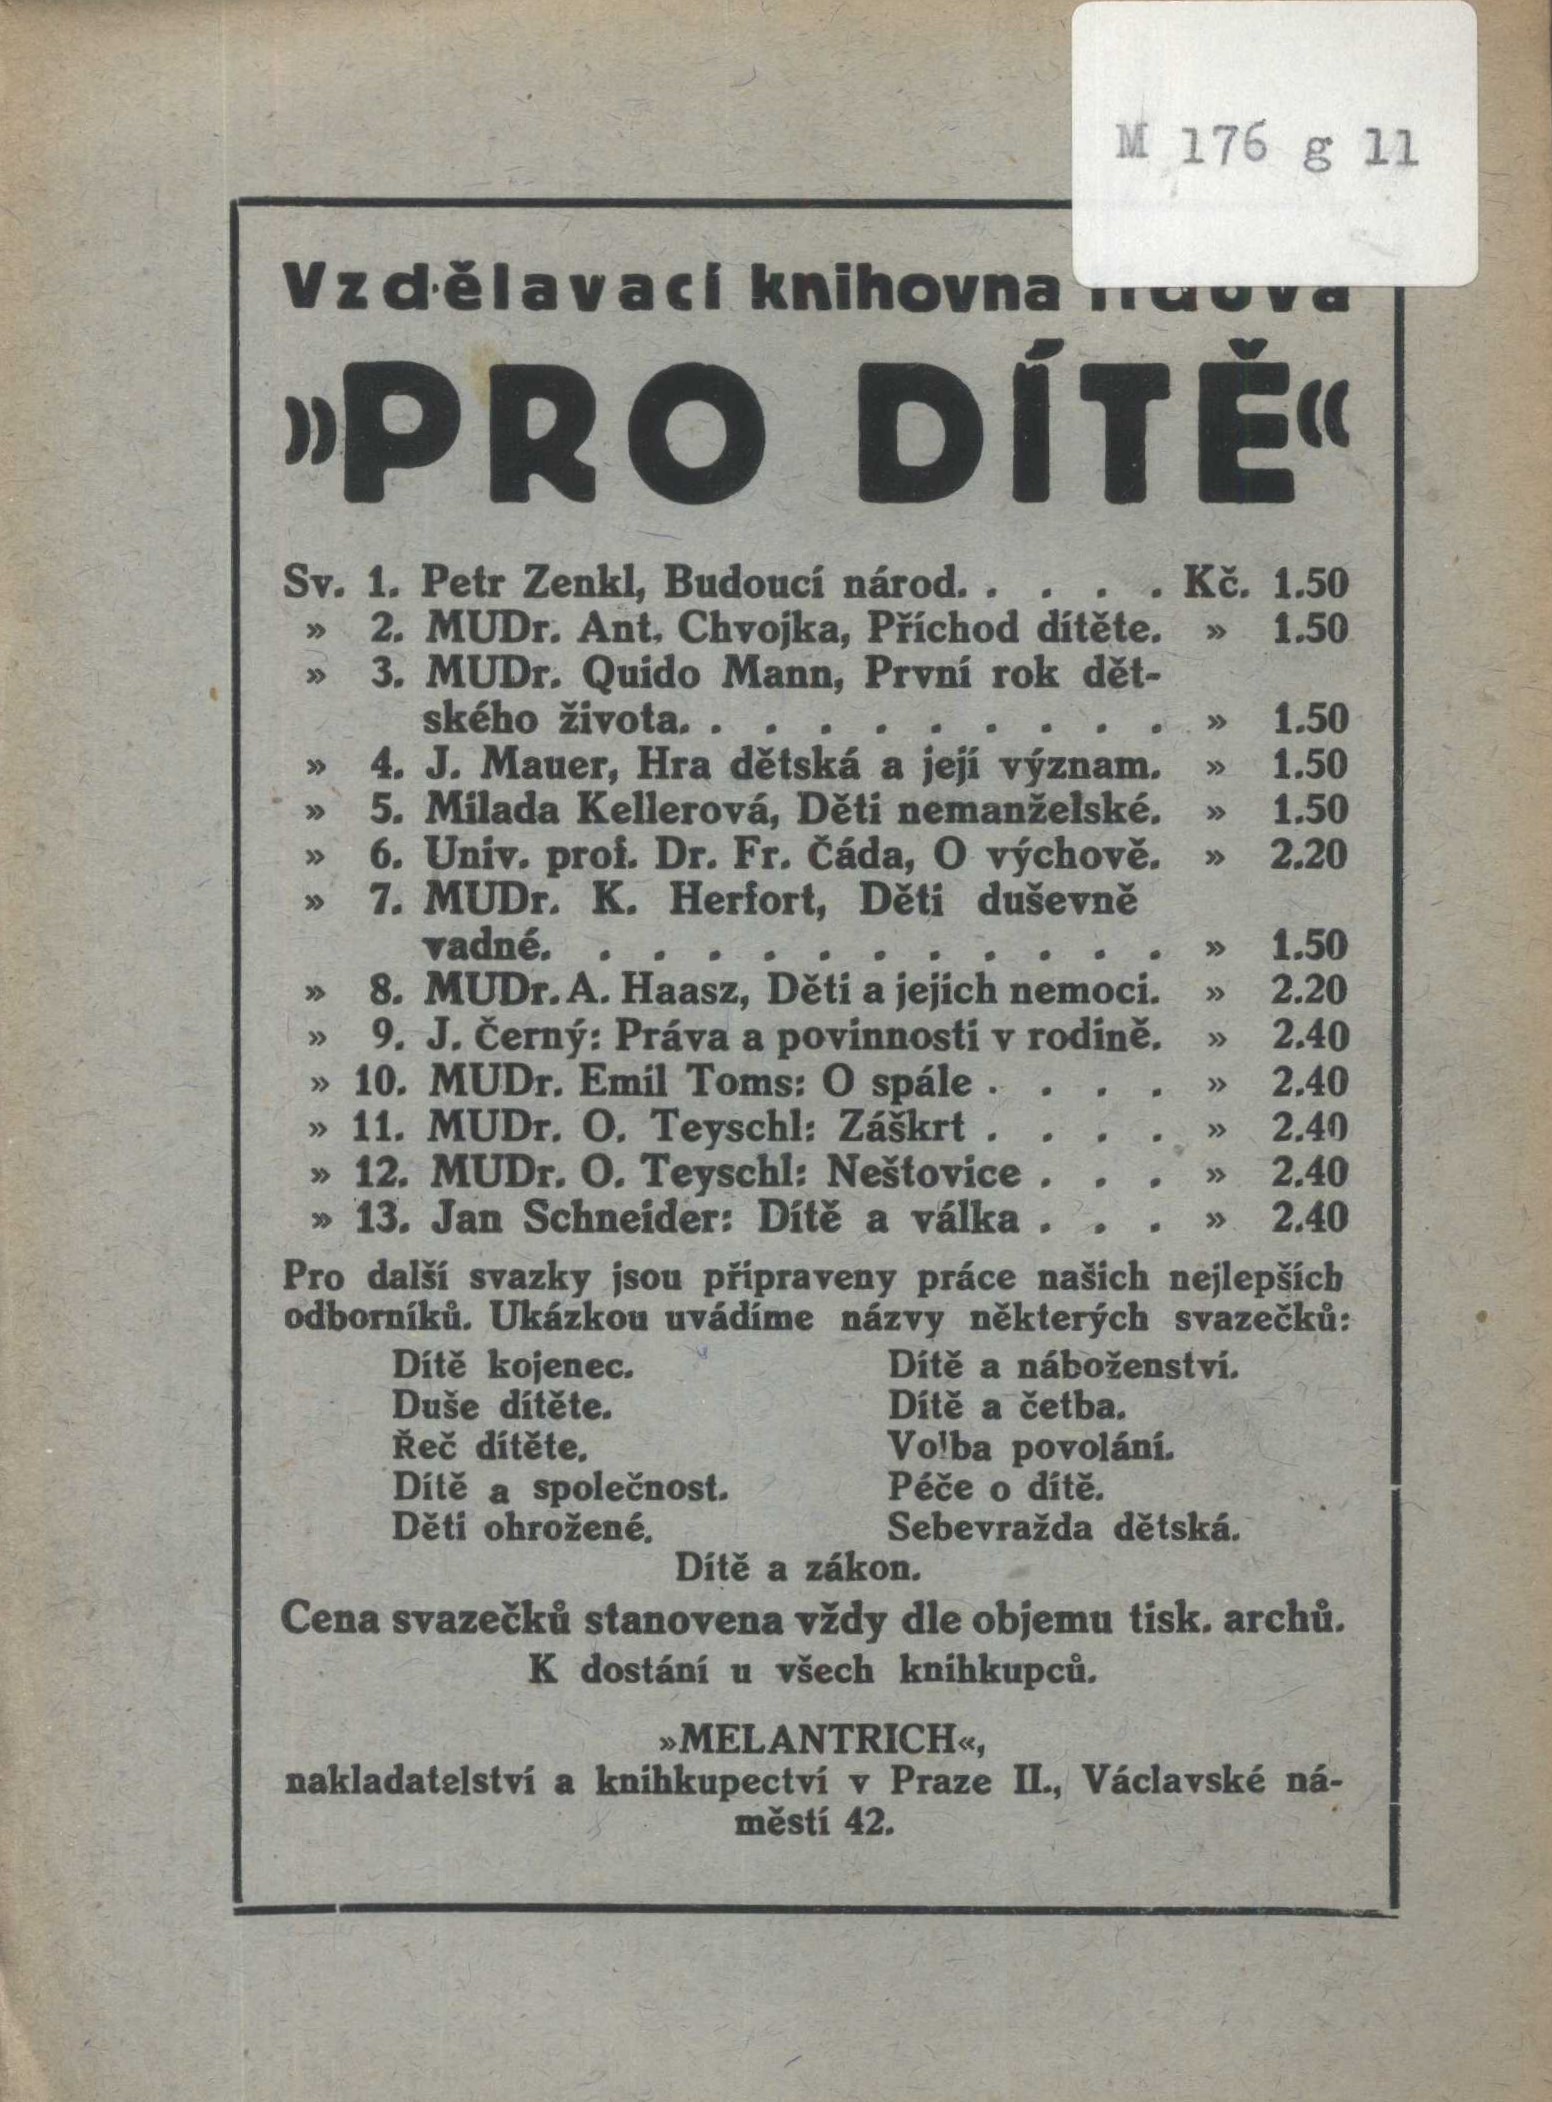 M 176 g 11
Vzdělavací knihovna lidová
»PRO DÍTĚ«
Sv. 1. Petr Zenkl, Budoucí národ. . . . . Kč. 1.50
» 2. MUDr. Ant. Chvojka, Příchod dítěte. » 1.50
» 3. MUDr. Quido Mann, První rok dět-
ského života. . . . . . . . . . » 1.50
» 4. J. Mauer, Hra dětská a její význam. » 1.50
» 5. Milada Kellerová, Děti nemanželské. » 1.50
» 6. Univ. prof. Dr. Fr. Čáda, O výchově. » 2.20
» 7. MUDr. K. Herfort, Děti duševně
vadné. . . . . . . . . . . . » 1.50
» 8. MUDr. A. Haasz, Děti a jejich nemoci. » 2.20
» 9. J. Černý: Práva a povinnosti v rodině. » 2.40
» 10. MUDr. Emil Toms: O spále . . . . » 2.40
» 11. MUDr. O. Teyschl: Záškrt . . . . » 2.40
» 12. MUDr. O. Teyschl: Neštovice . . . » 2.40
» 13. Jan Schneider: Dítě a válka . . . » 2.40
Pro další svazky jsou připraveny práce našich nejlepších
odborníků. Ukázkou uvádíme názvy některých svazečků:
Dítě kojenec.
Duše dítěte.
Řeč dítěte.
Dítě a společnost.
Děti ohrožené.
Dítě a náboženství.
Dítě a četba.
Volba povolání.
Péče o dítě.
Sebevražda dětská.
Dítě a zákon.
Cena svazečků stanovena vždy dle objemu tisk. archů.
K dostání u všech knihkupců.
»MELANTRICH«,
nakladatelství a knihkupectví v Praze II., Václavské ná-
městí 42.